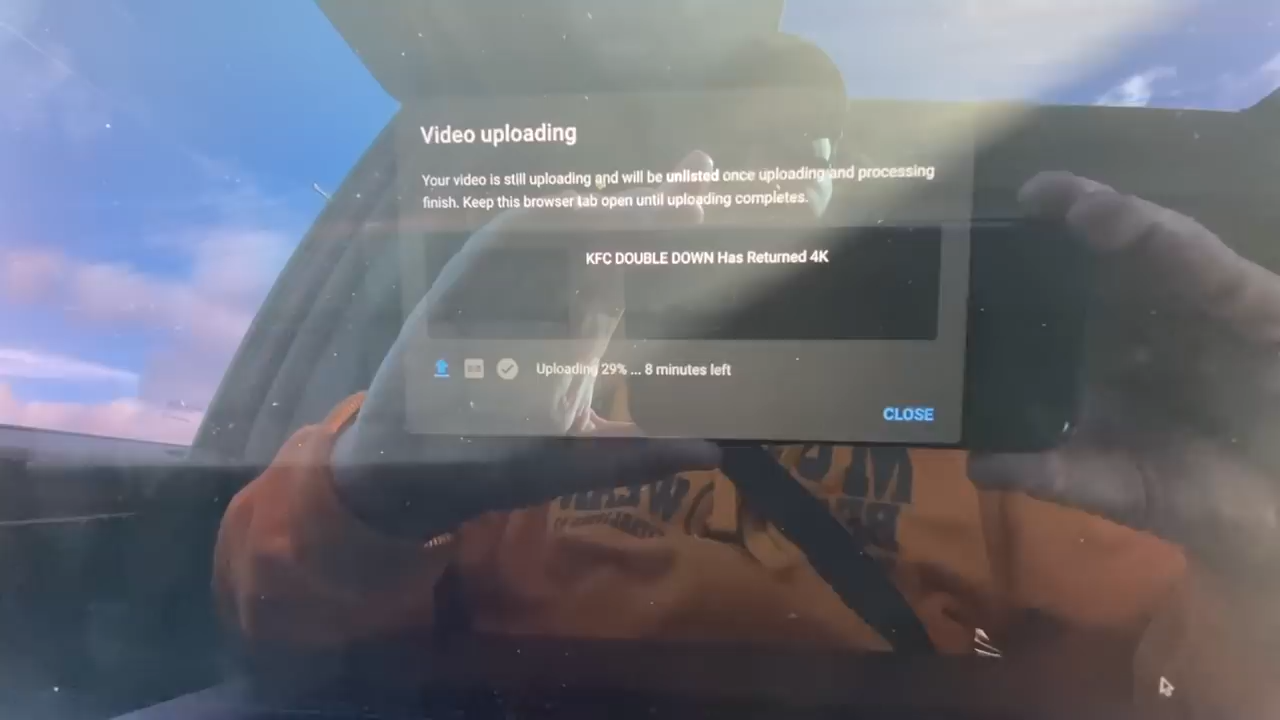 Video uploading
Your video is still uploading and will be unlisted once uploading and processing
finish. Keep this browser tab open until uploading completes.
KFC DOUBLE DOWN Has Returned 4K
Uploading 29% ... 8 minutes left
CLOSE